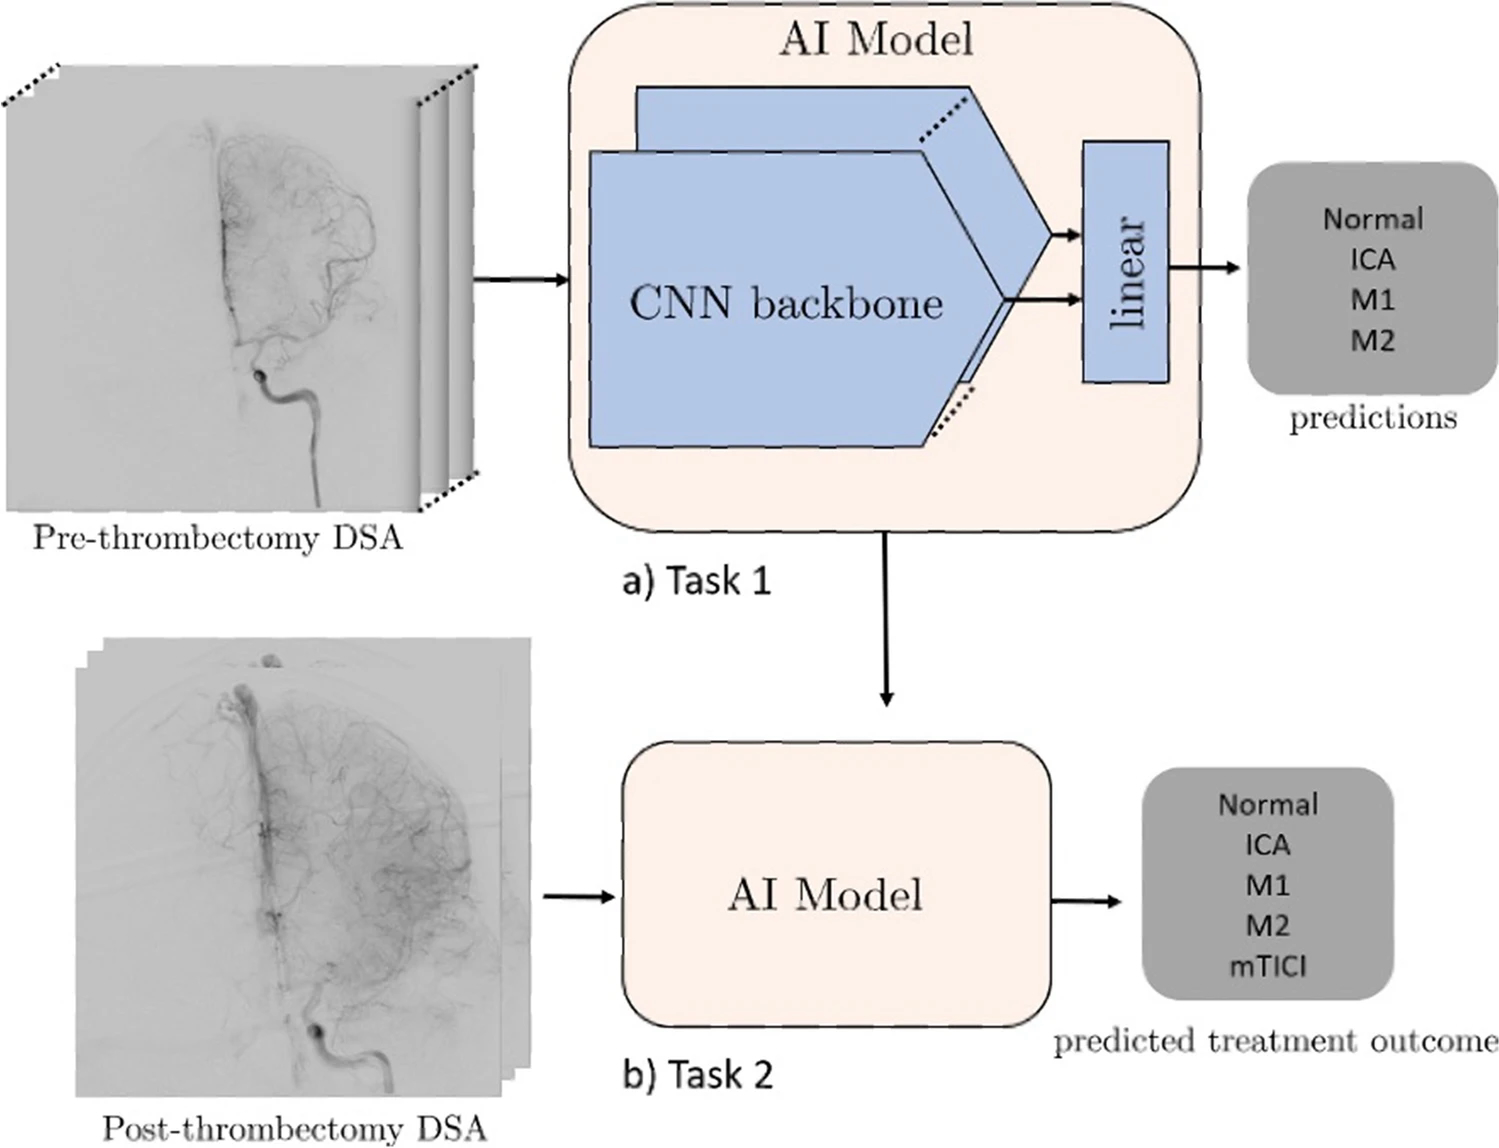 AI Model
CNN backbone
linear
Normal
ICA
M1
M2
predictions
Pre-thrombectomy DSA
a) Task 1
AI Model
Normal
ICA
M1
M2
mTICI
predicted treatment outcome
b) Task 2
Post-thrombectomy DSA